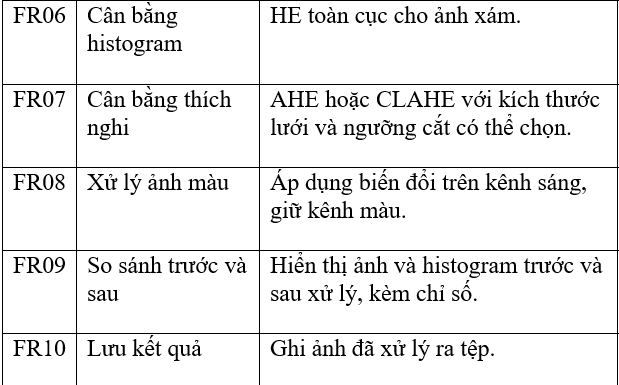 FR06 Cân bằng HE toàn cục cho ảnh xám.
histogram
FR07 Cân bằng thích AHE hoặc CLAHE với kích thước
nghi lưới và ngưỡng cắt có thể chọn.
FR08 Xử lý ảnh màu Áp dụng biến đổi trên kênh sáng,
giữ kênh màu.
FR09 So sánh trước và Hiển thị ảnh và histogram trước và
sau sau xử lý, kèm chỉ số.
FR10 Lưu kết quả Ghi ảnh đã xử lý ra tệp.